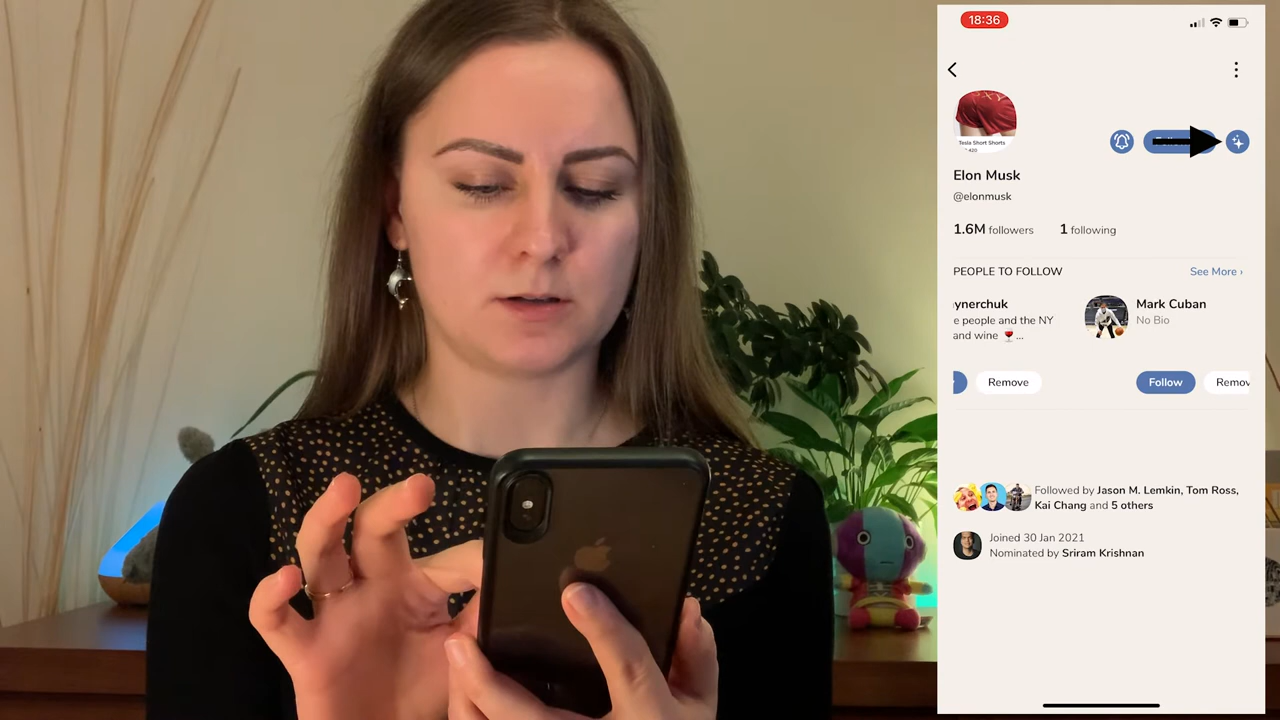 18:36
Tesla Short Shorts
420
Elon Musk
@elonmusk
1.6M followers 1 following
PEOPLE TO FOLLOW See More ›
ynerchuk
e people and the NY
and wine 🍷...
Mark Cuban
No Bio
Remove
Follow
Remov
Followed by Jason M. Lemkin, Tom Ross,
Kai Chang and 5 others
Joined 30 Jan 2021
Nominated by Sriram Krishnan